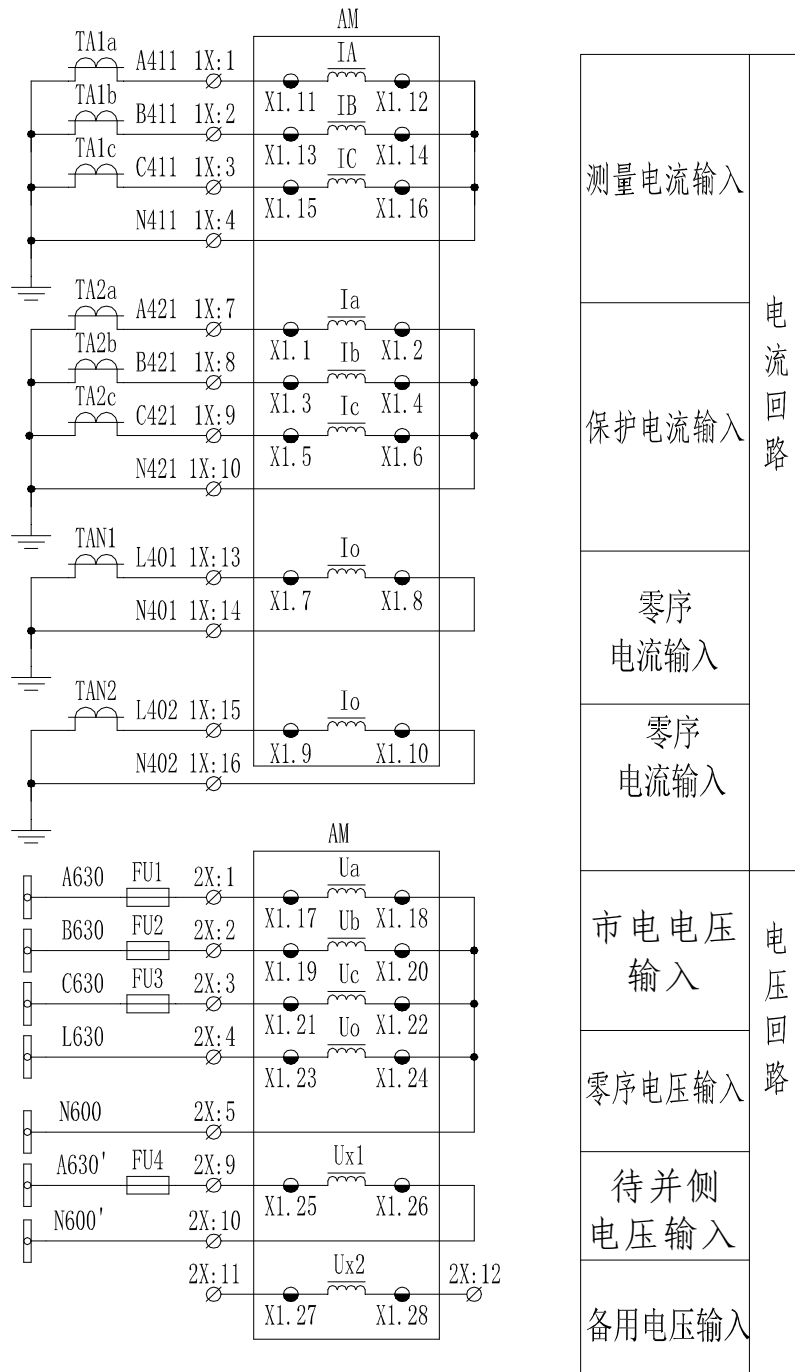 AM
TA1a A411 1X:1 IA
X1.11 X1.12
TA1b B411 1X:2 IB
X1.13 X1.14
TA1c C411 1X:3 IC
X1.15 X1.16
N411 1X:4
测量电流输入
TA2a A421 1X:7 Ia
X1.1 X1.2
TA2b B421 1X:8 Ib
X1.3 X1.4
TA2c C421 1X:9 Ic
X1.5 X1.6
N421 1X:10
保护电流输入
电流回路
TAN1 L401 1X:13 Io
X1.7 X1.8
N401 1X:14
零序
电流输入
TAN2 L402 1X:15 Io
X1.9 X1.10
N402 1X:16
零序
电流输入
AM
A630 FU1 2X:1 Ua
X1.17 X1.18
B630 FU2 2X:2 Ub
X1.19 X1.20
C630 FU3 2X:3 Uc
X1.21 X1.22
市电电压
输入
L630 2X:4 Uo
X1.23 X1.24
N600 2X:5
零序电压输入
电压回路
A630' FU4 2X:9 Ux1
X1.25 X1.26
N600' 2X:10
待并侧
电压输入
2X:11 Ux2 2X:12
X1.27 X1.28
备用电压输入